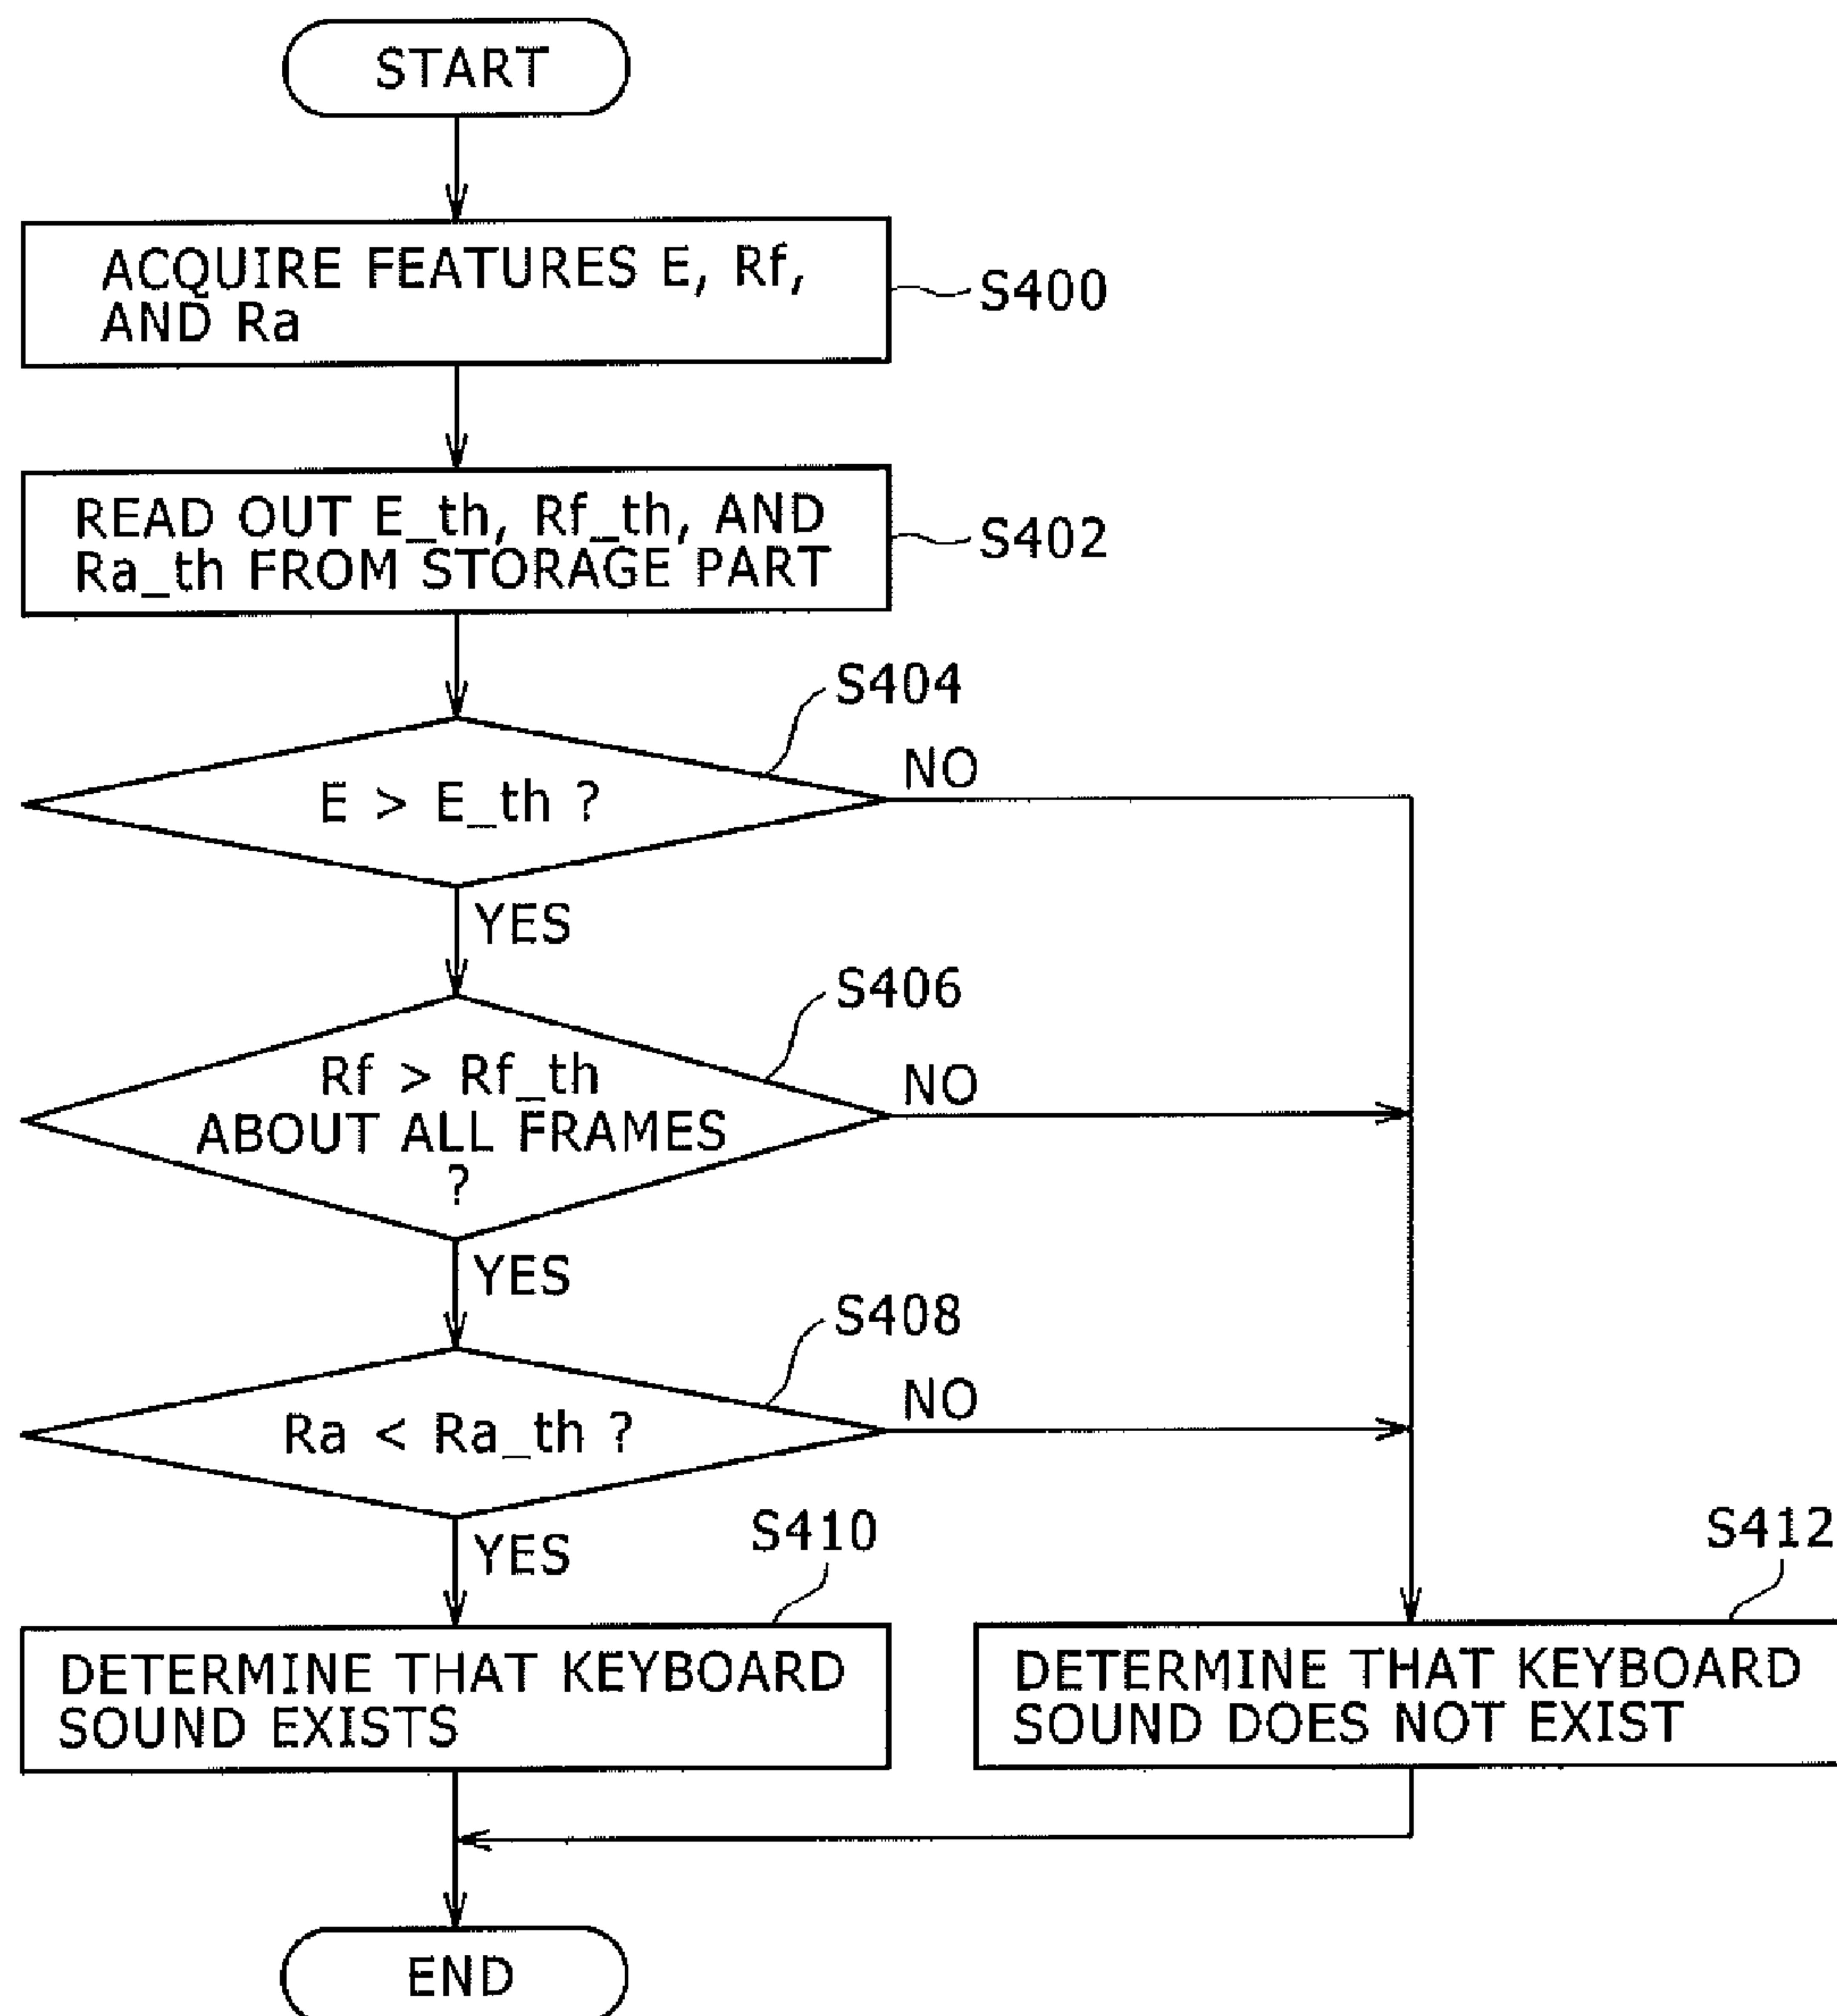 START
ACQUIRE FEATURES E, Rf,
AND Ra
S400
READ OUT E_th, Rf_th, AND
Ra_th FROM STORAGE PART
S402
S404
E > E_th ?
NO
YES
S406
Rf > Rf_th
ABOUT ALL FRAMES
?
NO
YES
S408
Ra < Ra_th ?
NO
YES
S410
DETERMINE THAT KEYBOARD
SOUND EXISTS
S412
DETERMINE THAT KEYBOARD
SOUND DOES NOT EXIST
END